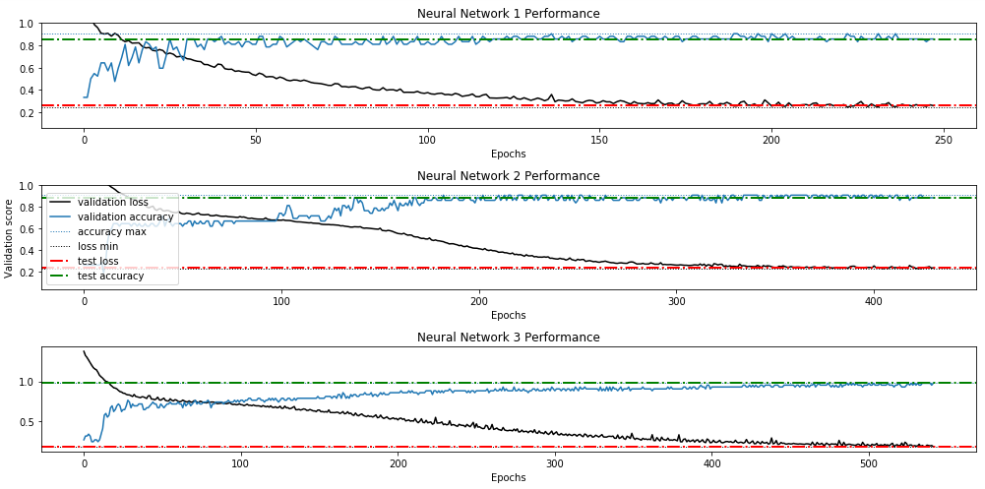 Neural Network 1 Performance
1.0
0.8
0.6
0.4
0.2
0 50 100 150 200 250
Epochs
Neural Network 2 Performance
Validation score
1.0
0.8
0.6
0.4
0.2
validation loss
validation accuracy
accuracy max
loss min
test loss
test accuracy
0 100 200 300 400
Epochs
Neural Network 3 Performance
1.0
0.5
0 100 200 300 400 500
Epochs